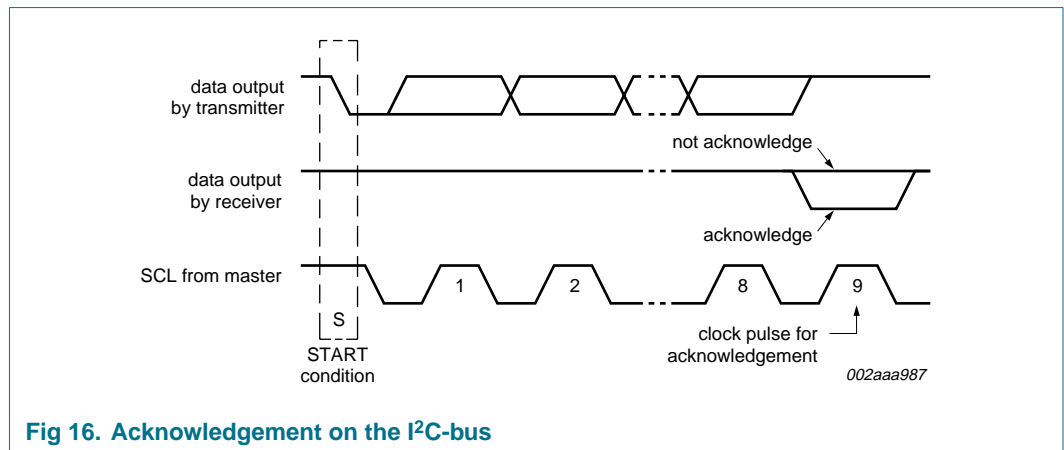 data output
by transmitter
not acknowledge
data output
by receiver
acknowledge
SCL from master
1
2
8
9
S
START
condition
clock pulse for
acknowledgement
002aaa987
Fig 16. Acknowledgement on the I²C-bus